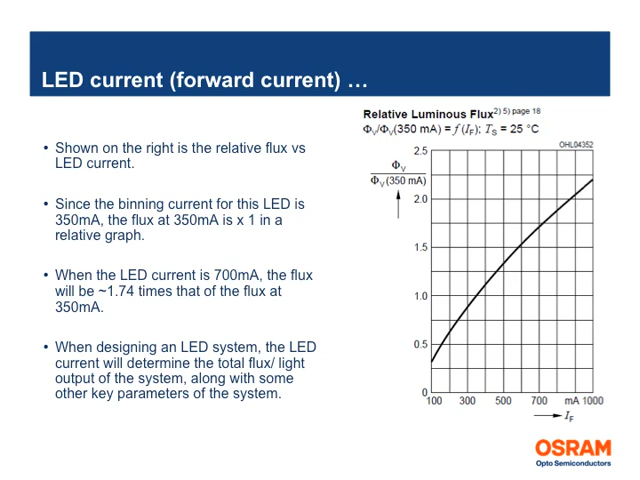 LED current (forward current) …
• Shown on the right is the relative flux vs
LED current.
• Since the binning current for this LED is
350mA, the flux at 350mA is x 1 in a
relative graph.
• When the LED current is 700mA, the flux
will be ~1.74 times that of the flux at
350mA.
• When designing an LED system, the LED
current will determine the total flux/ light
output of the system, along with some
other key parameters of the system.
Relative Luminous Flux2) 5) page 18
ΦV/ΦV(350 mA) = f (IF); TS = 25 °C
OHL04352
ΦV
ΦV (350 mA)
2.5
2.0
1.5
1.0
0.5
0
100 300 500 700 mA 1000
IF
OSRAM
Opto Semiconductors